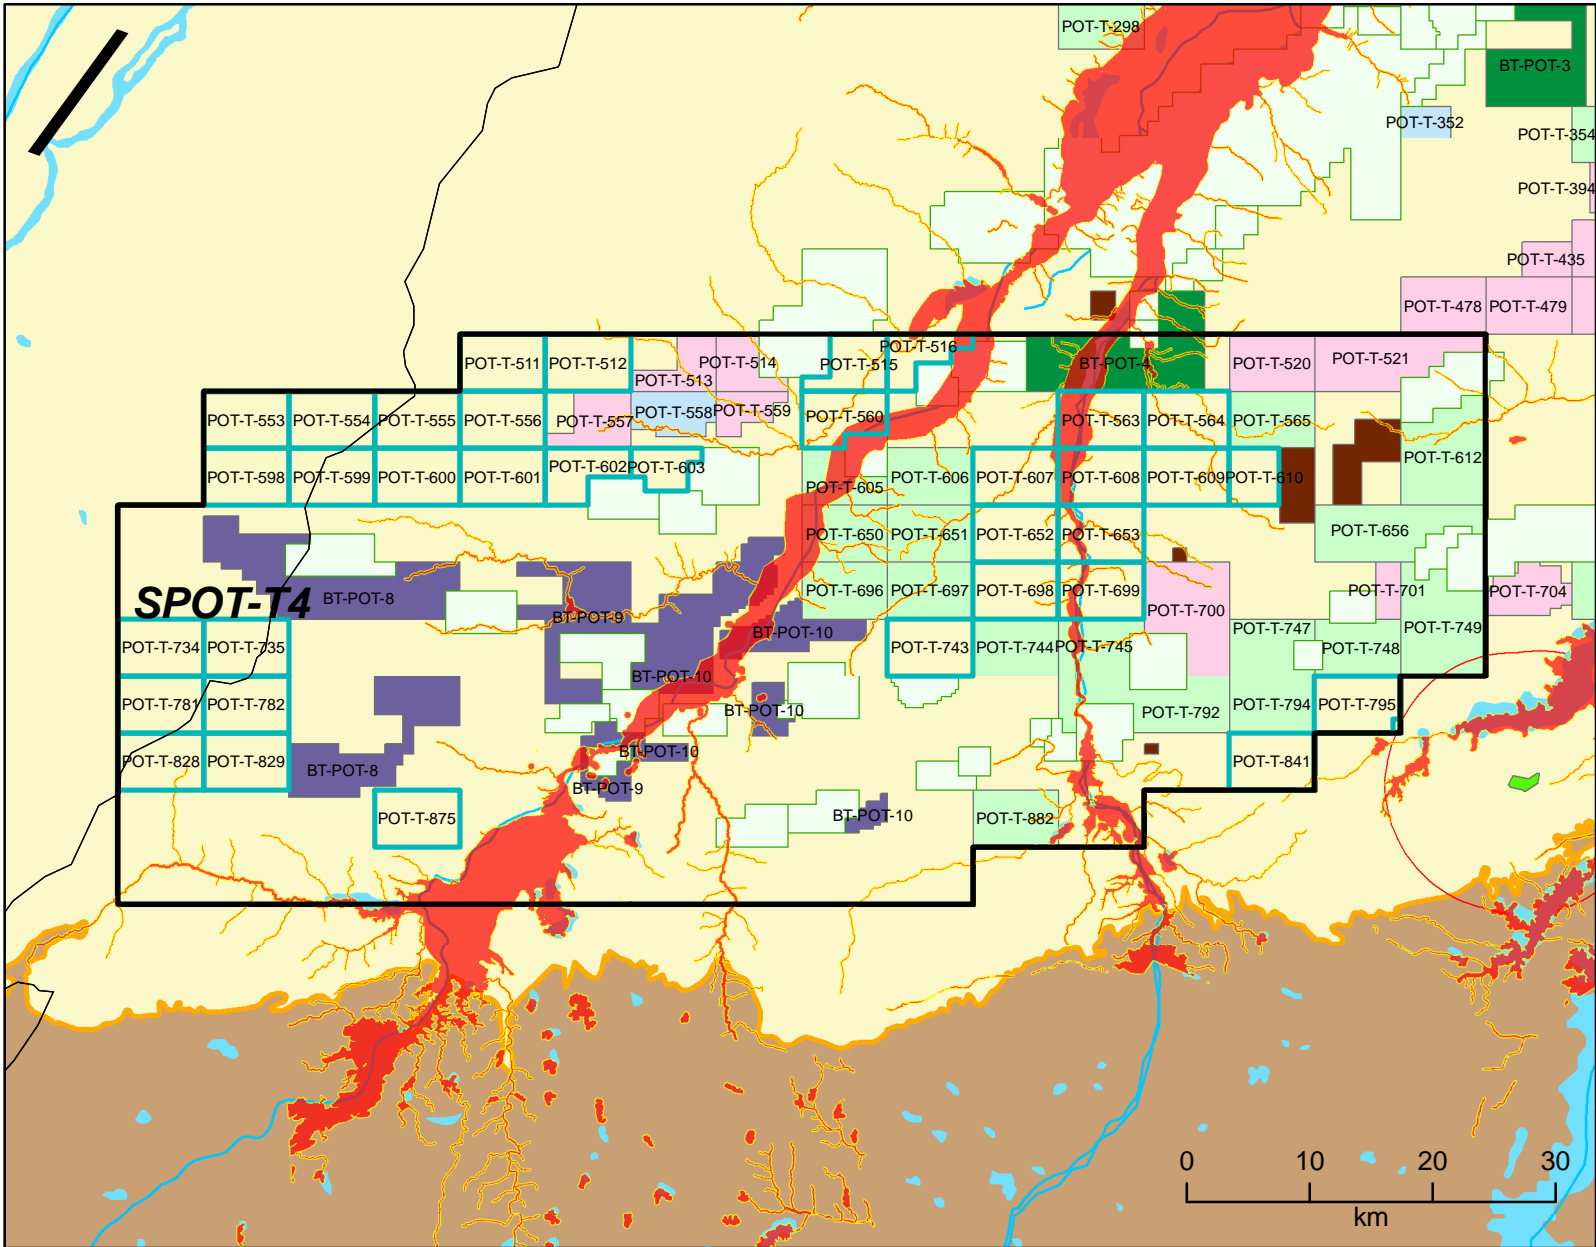 POT-T-298
BT-POT-3
POT-T-352
POT-T-354
POT-T-394
POT-T-435
POT-T-478 POT-T-479
POT-T-511 POT-T-512 POT-T-513 POT-T-514 POT-T-515 POT-T-516 BT-POT-4 POT-T-520 POT-T-521
POT-T-553 POT-T-554 POT-T-555 POT-T-556 POT-T-557 POT-T-558 POT-T-559 POT-T-560 POT-T-563 POT-T-564 POT-T-565
POT-T-598 POT-T-599 POT-T-600 POT-T-601 POT-T-602 POT-T-603 POT-T-605 POT-T-606 POT-T-607 POT-T-608 POT-T-609 POT-T-610 POT-T-612
POT-T-650 POT-T-651 POT-T-652 POT-T-653 POT-T-656
SPOT-T4
BT-POT-8 BT-POT-9 POT-T-696 POT-T-697 POT-T-698 POT-T-699 POT-T-700 POT-T-701 POT-T-704
BT-POT-10
POT-T-734 POT-T-735 POT-T-743 POT-T-744 POT-T-745 POT-T-747 POT-T-748 POT-T-749
BT-POT-10
POT-T-781 POT-T-782 BT-POT-10 POT-T-792 POT-T-794 POT-T-795
BT-POT-10
POT-T-828 POT-T-829 BT-POT-8 POT-T-841
BT-POT-9
POT-T-875 BT-POT-10 POT-T-882
0 10 20 30
km